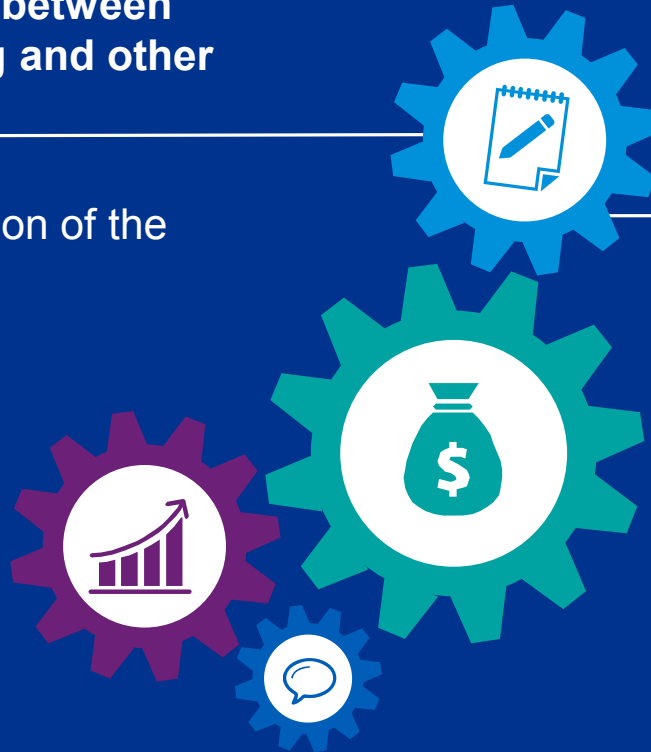 between
g and other
on of the
$